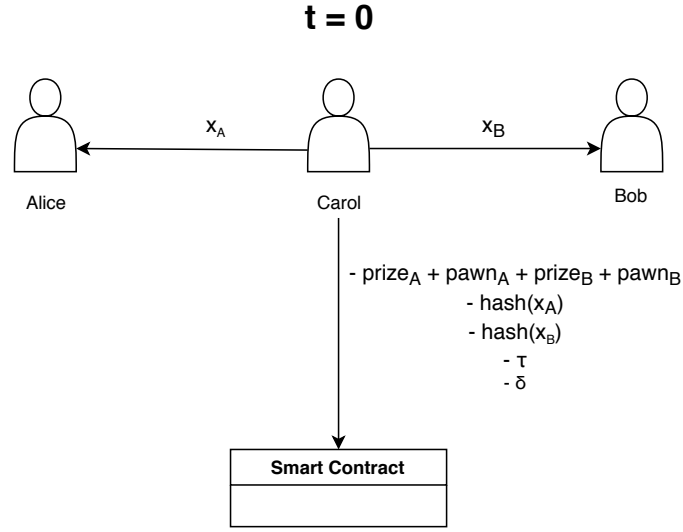 t = 0
x_A
x_B
Alice
Carol
Bob
- prize_A + pawn_A + prize_B + pawn_B
- hash(x_A)
- hash(x_B)
- τ
- δ
Smart Contract